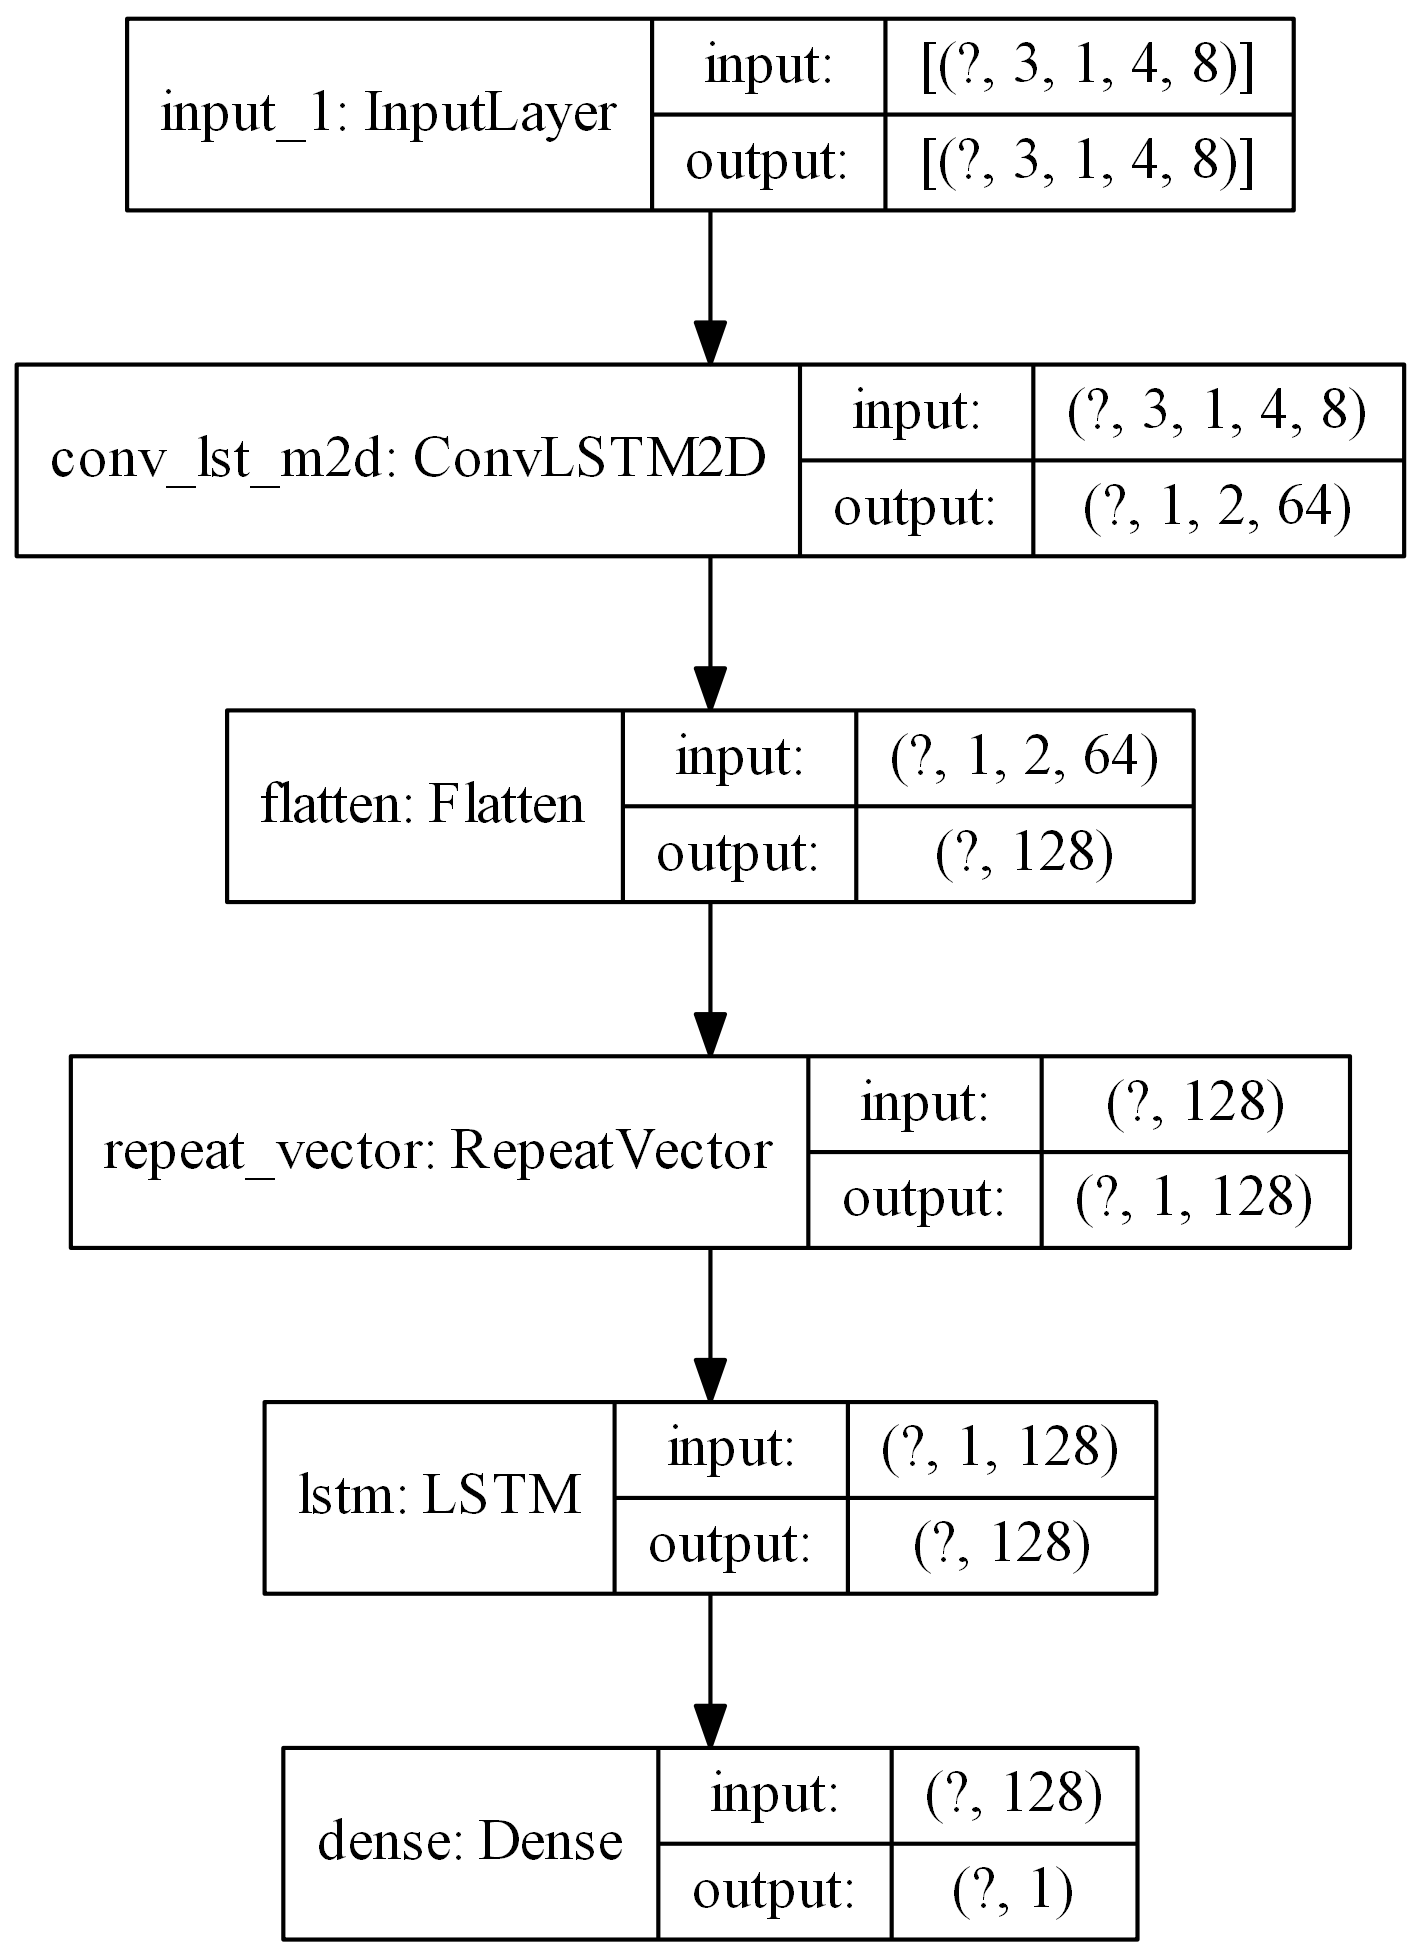 input_1: InputLayer
input:
[(?, 3, 1, 4, 8)]
output:
[(?, 3, 1, 4, 8)]
conv_lst_m2d: ConvLSTM2D
input:
(?, 3, 1, 4, 8)
output:
(?, 1, 2, 64)
flatten: Flatten
input:
(?, 1, 2, 64)
output:
(?, 128)
repeat_vector: RepeatVector
input:
(?, 128)
output:
(?, 1, 128)
lstm: LSTM
input:
(?, 1, 128)
output:
(?, 128)
dense: Dense
input:
(?, 128)
output:
(?, 1)